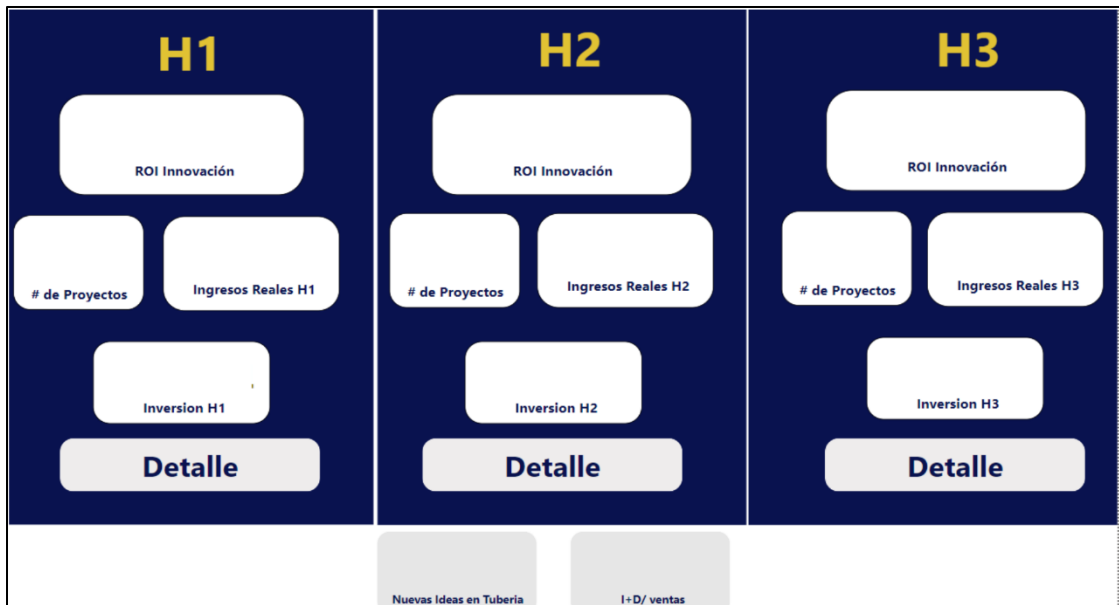 H1
ROI Innovación
# de Proyectos
Ingresos Reales H1
Inversion H1
Detalle
H2
ROI Innovación
# de Proyectos
Ingresos Reales H2
Inversion H2
Detalle
H3
ROI Innovación
# de Proyectos
Ingresos Reales H3
Inversion H3
Detalle
Nuevas Ideas en Tuberia
I+D/ ventas